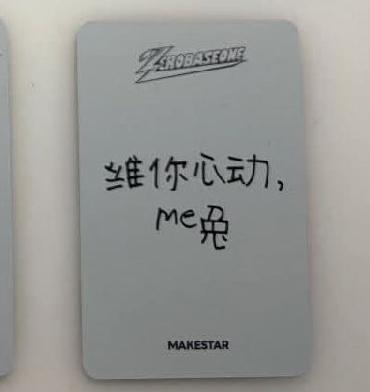 ZEROBASEONE
维你心动,
me兔
MAKESTAR